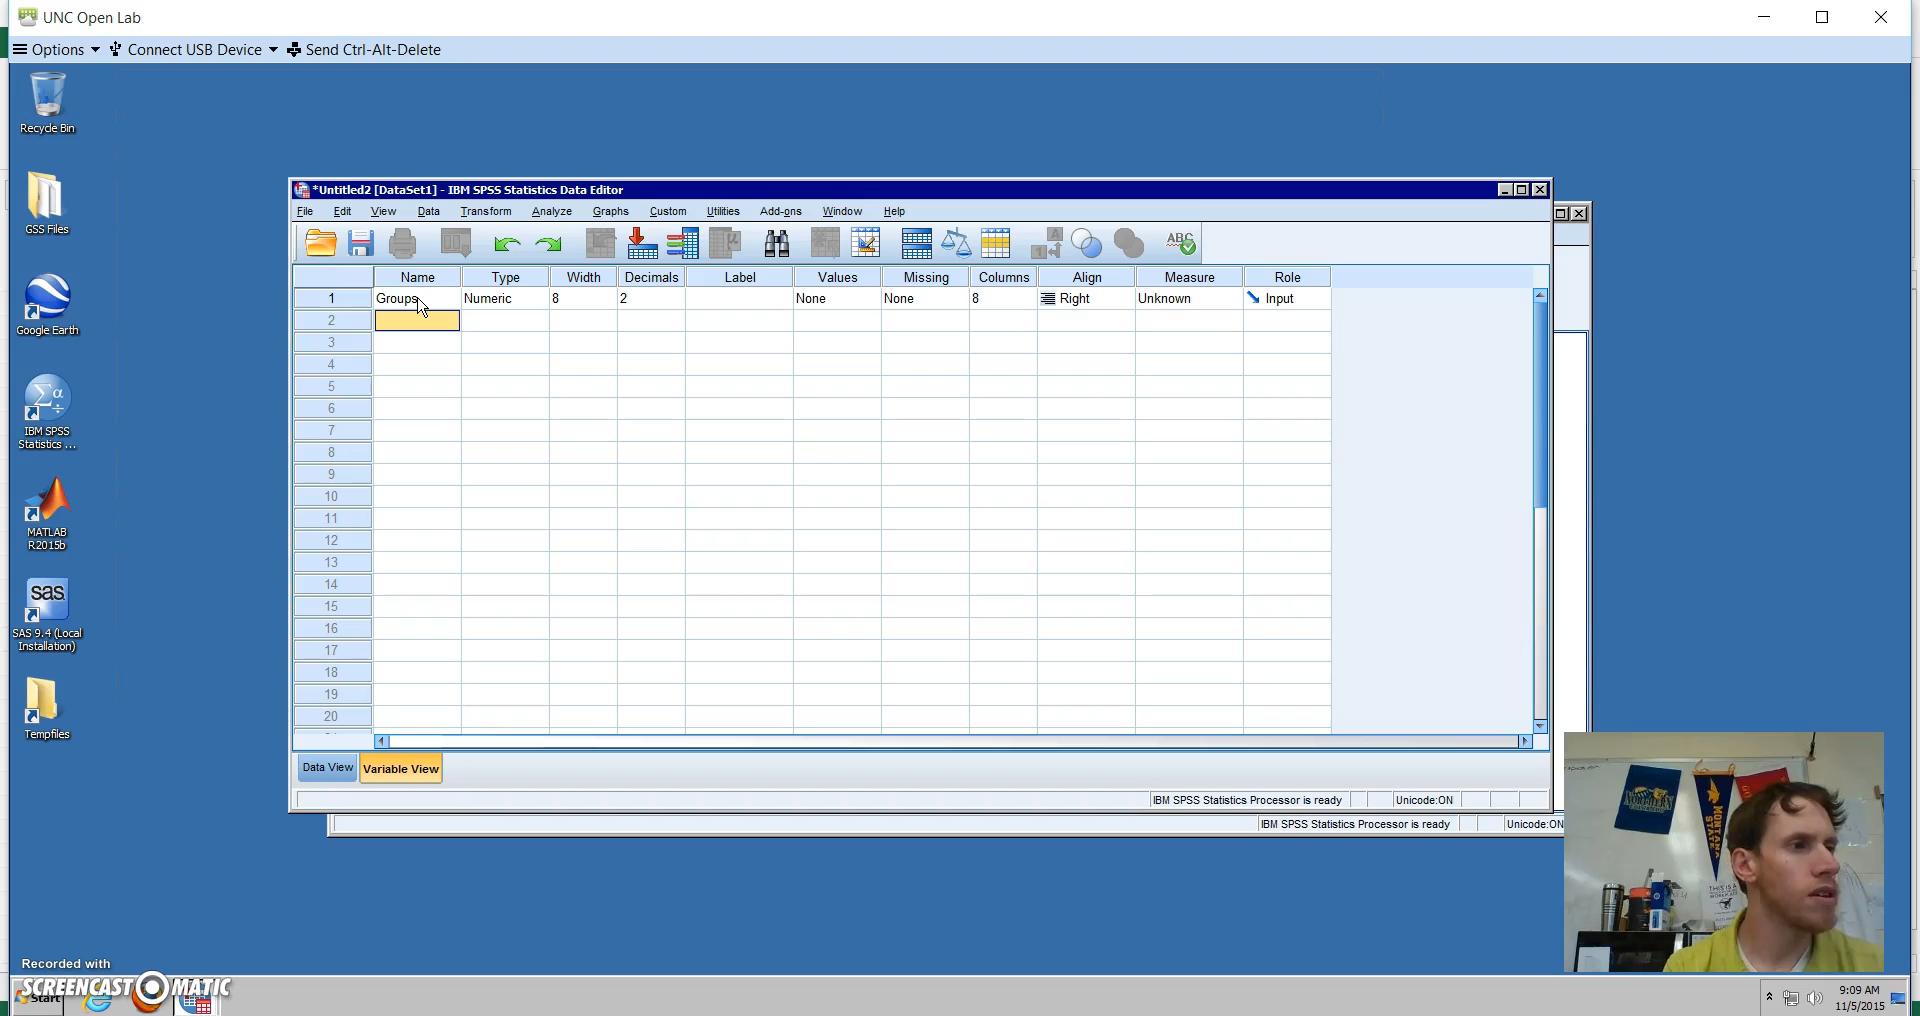 UNC Open Lab
Options Connect USB Device Send Ctrl-Alt-Delete
Recycle Bin
GSS Files
Google Earth
IBM SPSS
Statistics ...
MATLAB
R2015b
sas
SAS 9.4 (Local
Installation)
Tempfiles
*Untitled2 [DataSet1] - IBM SPSS Statistics Data Editor
File Edit View Data Transform Analyze Graphs Custom Utilities Add-ons Window Help
ABC
Name Type Width Decimals Label Values Missing Columns Align Measure Role
1 Groups Numeric 8 2 None None 8 Right Unknown Input
2
3
4
5
6
7
8
9
10
11
12
13
14
15
16
17
18
19
20
Data View Variable View
IBM SPSS Statistics Processor is ready Unicode:ON
IBM SPSS Statistics Processor is ready Unicode:ON
NORTHERN
MONTANA STATE
THIS IS A
Recorded with
SCREENCAST MATIC
Start
9:09 AM
11/5/2015